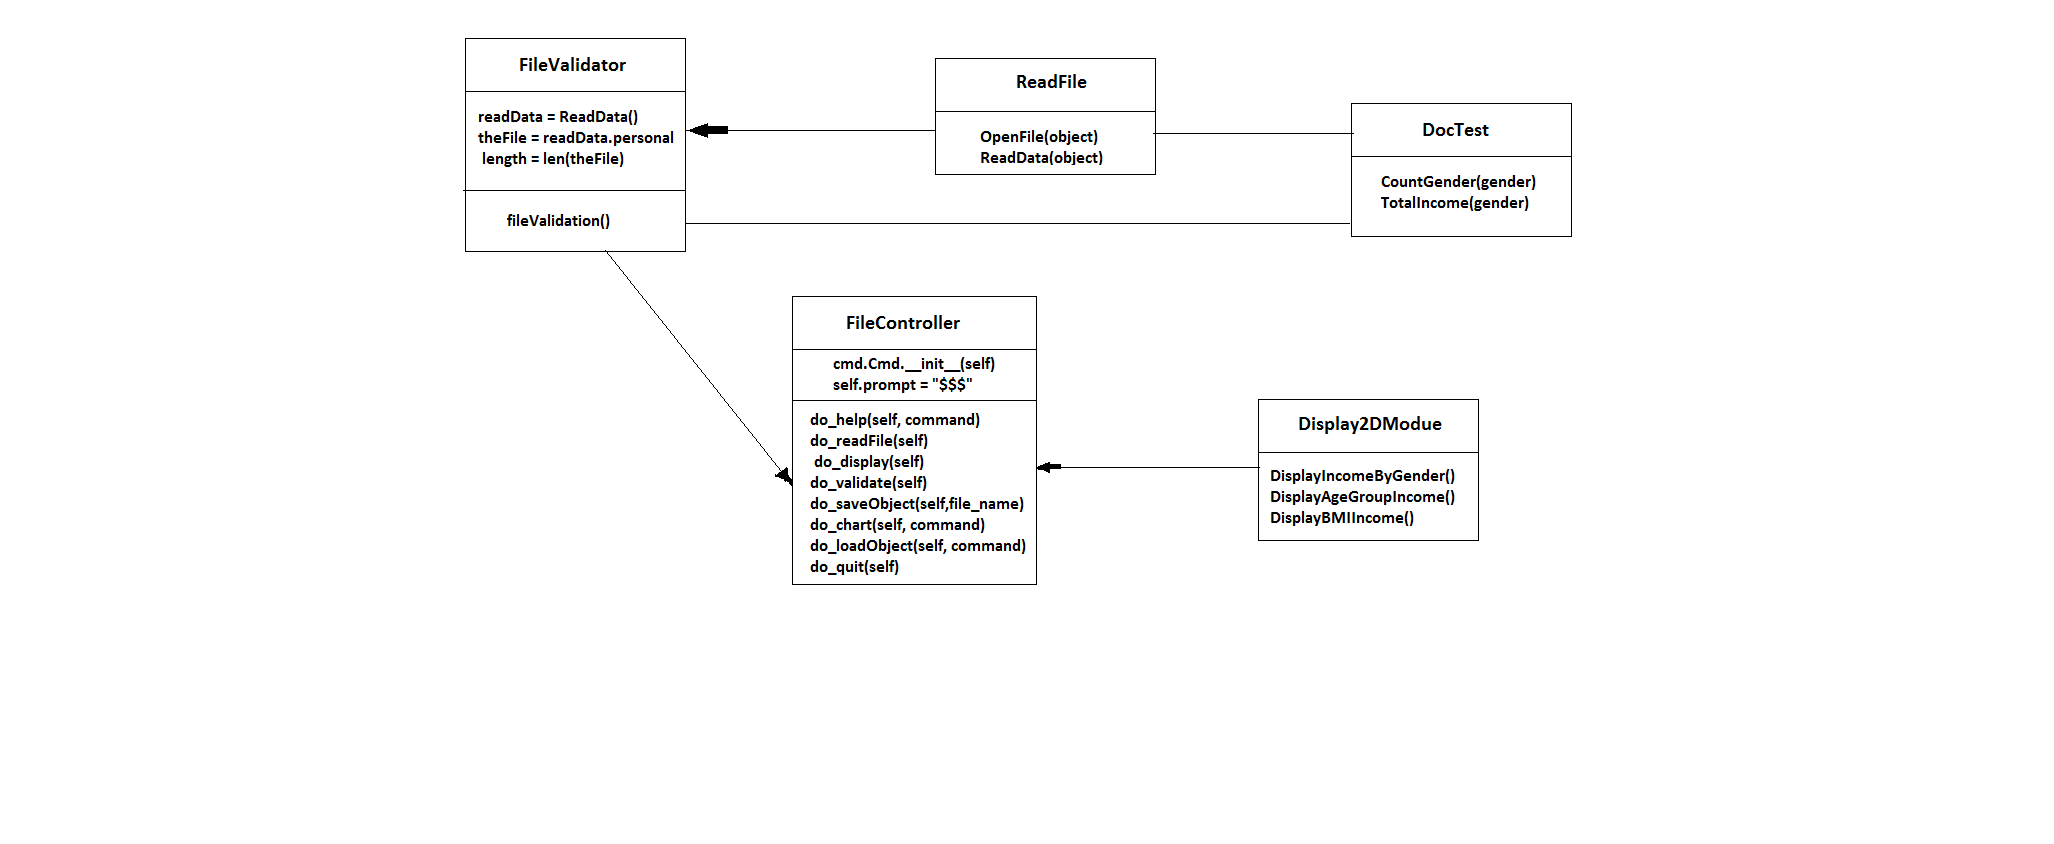 FileValidator
readData = ReadData()
theFile = readData.personal
length = len(theFile)
fileValidation()
ReadFile
OpenFile(object)
ReadData(object)
DocTest
CountGender(gender)
TotalIncome(gender)
FileController
cmd.Cmd.__init__(self)
self.prompt = "$$$"
do_help(self, command)
do_readFile(self)
do_display(self)
do_validate(self)
do_saveObject(self,file_name)
do_chart(self, command)
do_loadObject(self, command)
do_quit(self)
Display2DModue
DisplayIncomeByGender()
DisplayAgeGroupIncome()
DisplayBMIIncome()